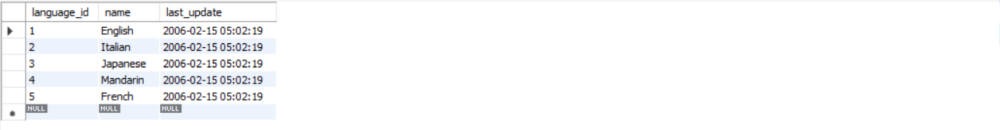 language_id name last_update
1 English 2006-02-15 05:02:19
2 Italian 2006-02-15 05:02:19
3 Japanese 2006-02-15 05:02:19
4 Mandarin 2006-02-15 05:02:19
5 French 2006-02-15 05:02:19
NULL NULL NULL